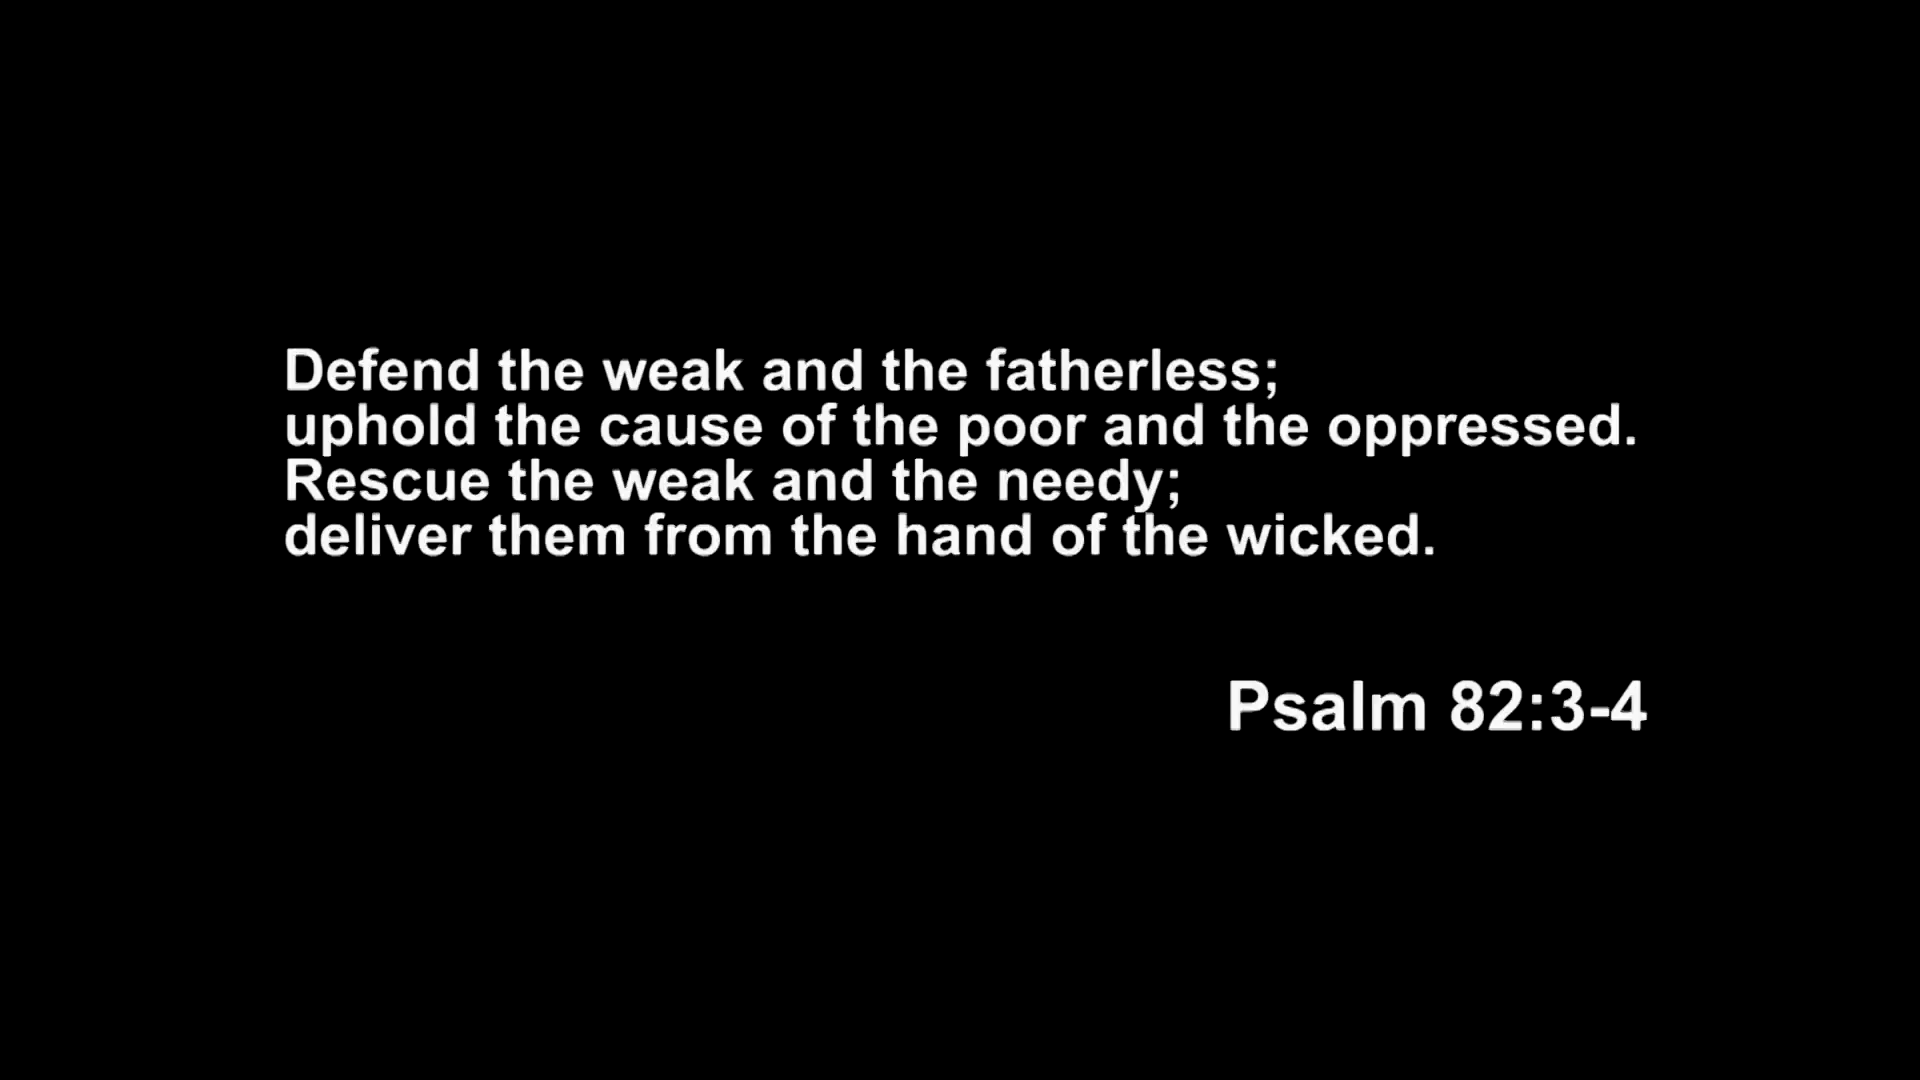 Defend the weak and the fatherless;
uphold the cause of the poor and the oppressed.
Rescue the weak and the needy;
deliver them from the hand of the wicked.
Psalm 82:3-4